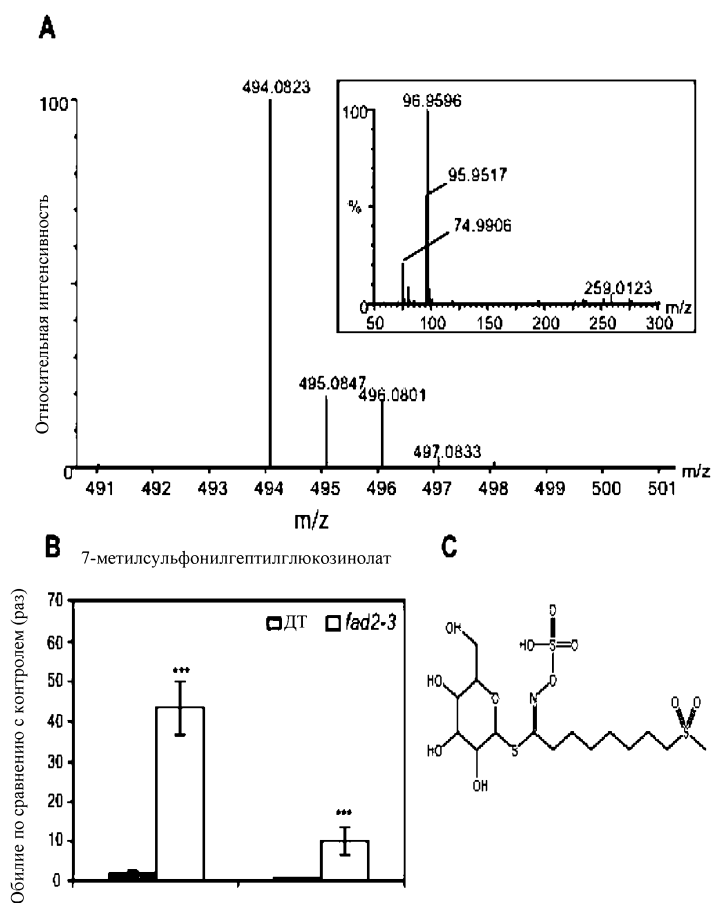 A
494.0823
100
Относительная интенсивность
495.0847
496.0801
497.0833
0
491 492 493 494 495 496 497 498 499 500 501
m/z
m/z
96.9596
100
95.9517
%
74.9906
259.0123
0
50 100 150 200 250 300
m/z
B
7-метилсульфонилгептилглюкозинолат
Обилие по сравнению с контролем (раз)
70
60
50
40
30
20
10
0
ДТ fad2-3
***
***
C
OH
O
HO S O
O
HO
O
N
O O
S
HO
S
OH
OH